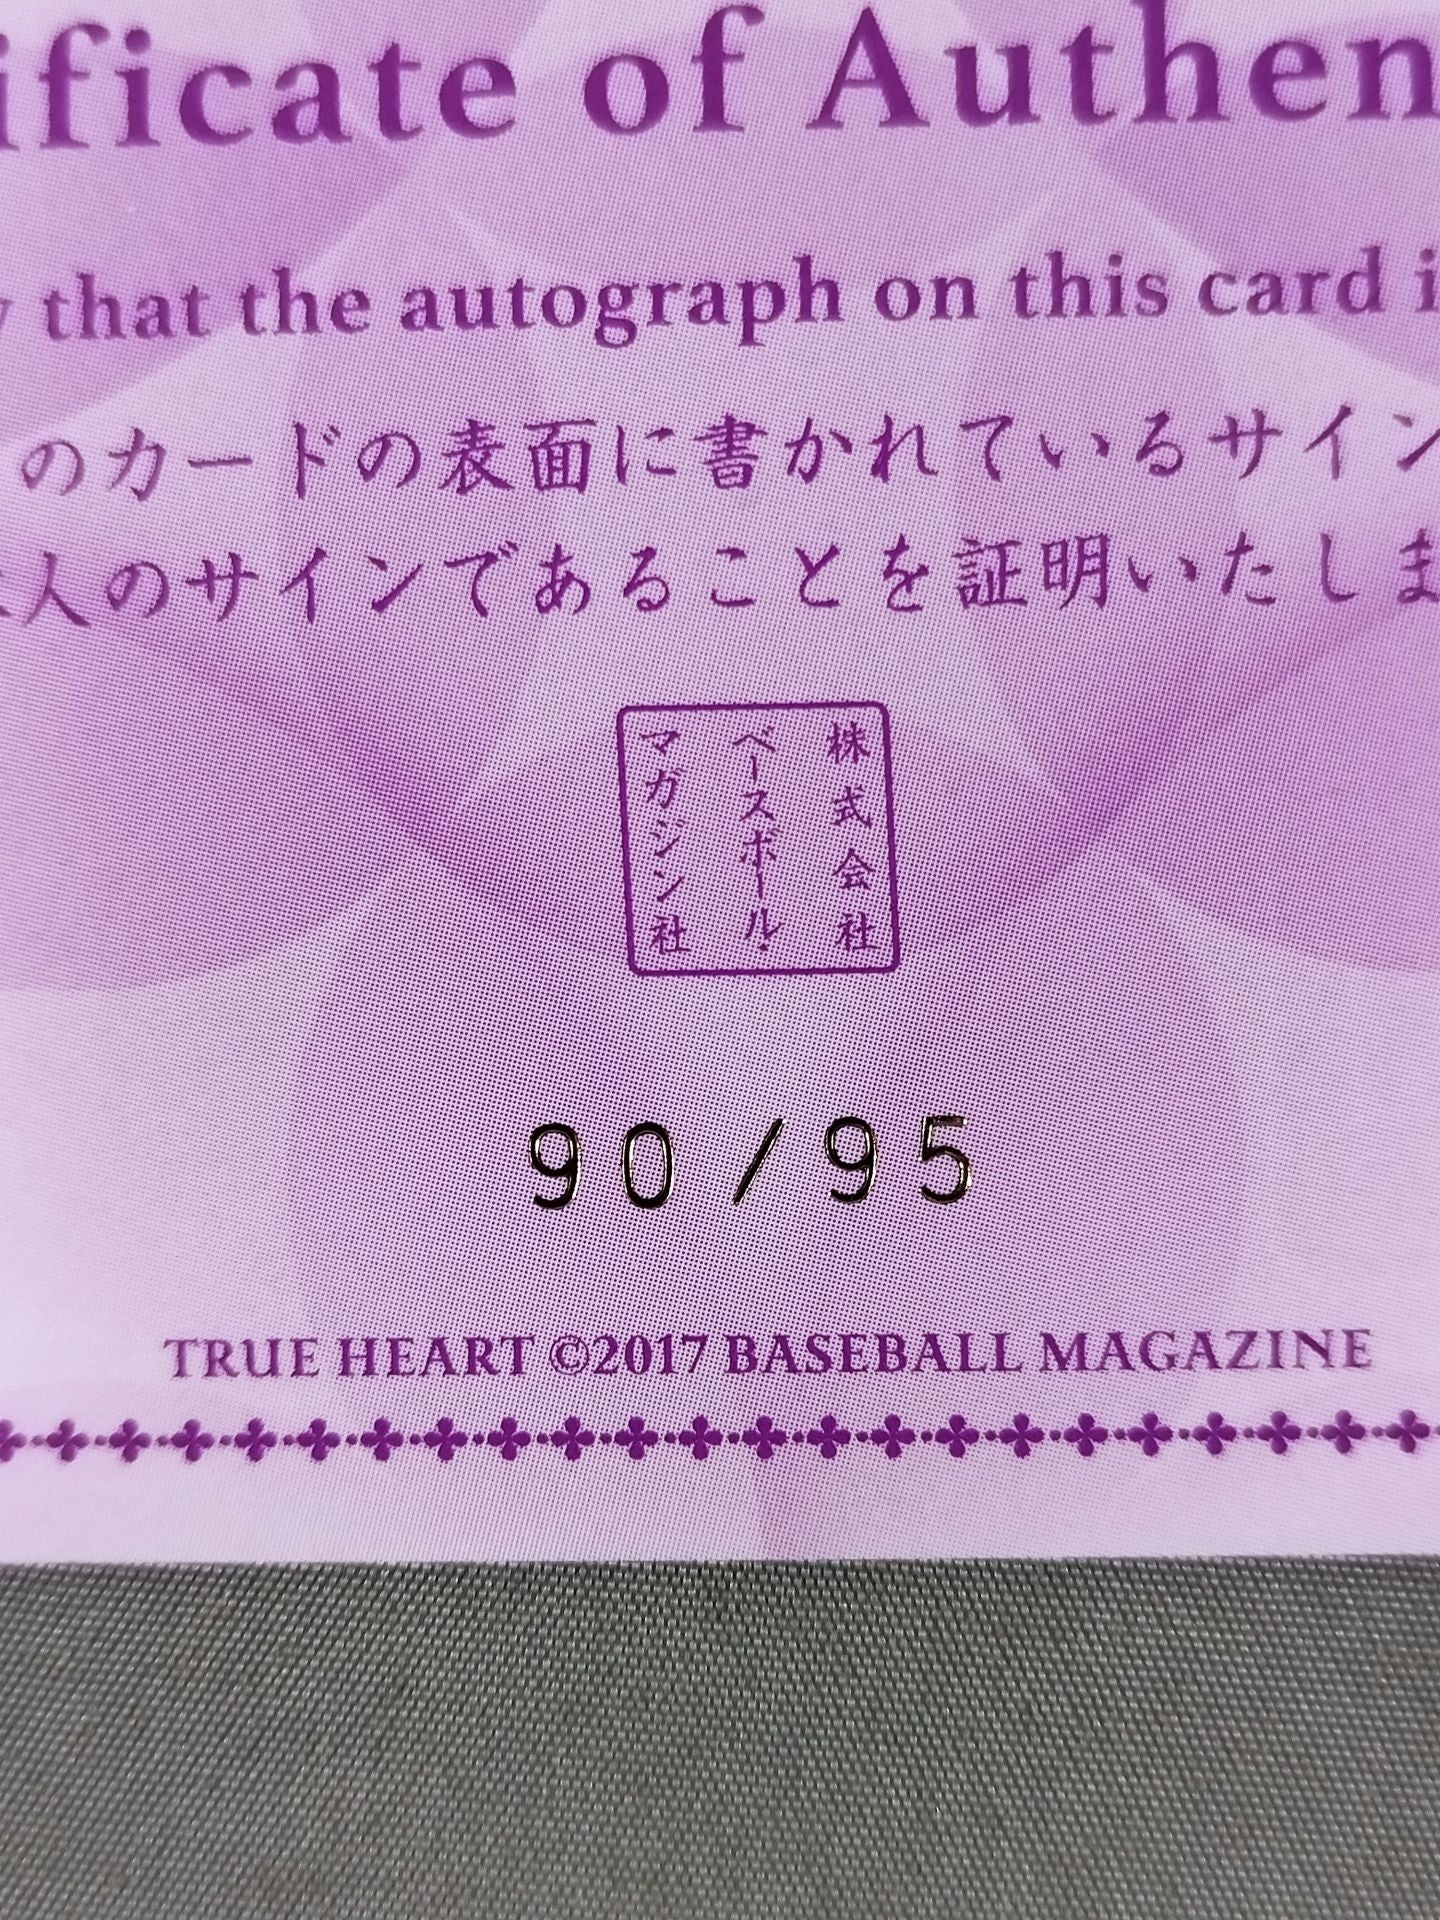 ificate of Authen
y that the autograph on this card i
のカードの表面に書かれているサイン
人のサインであることを証明いたしま
株式会社
ベースボール・
マガジン社
90/95
TRUE HEART ©2017 BASEBALL MAGAZINE